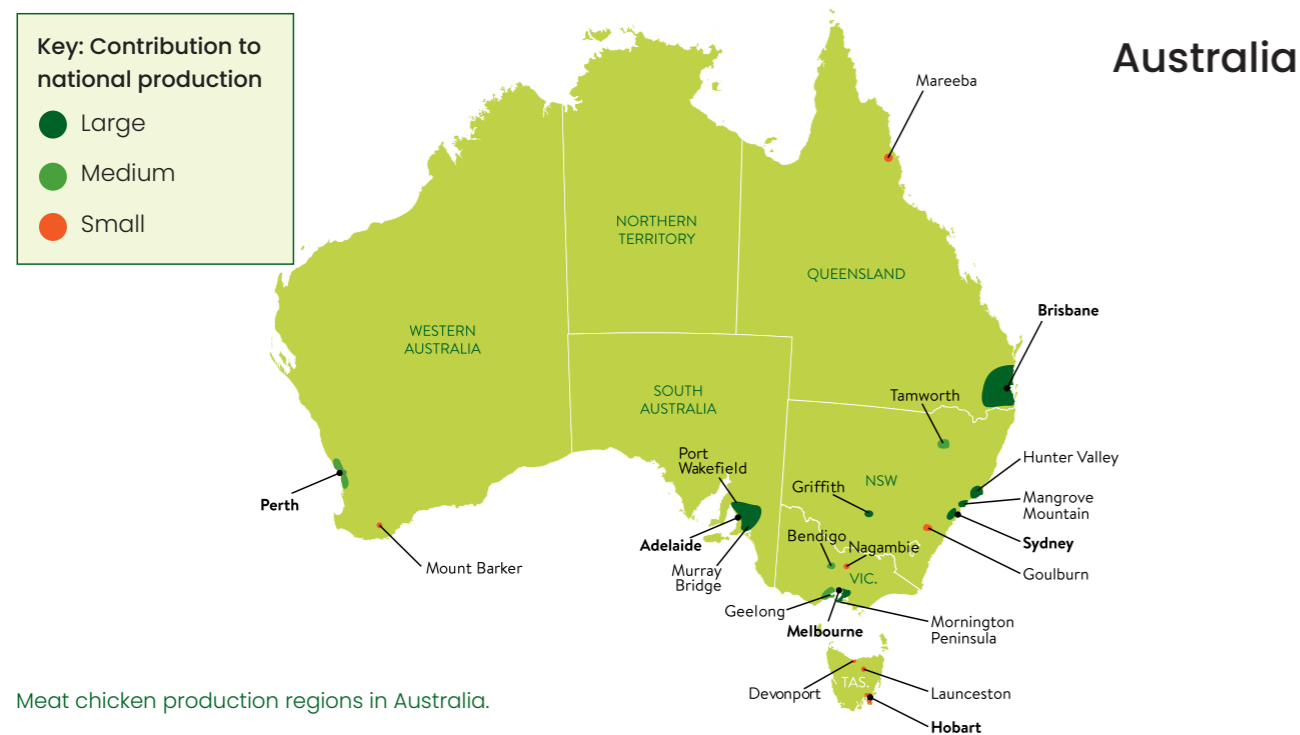 Key: Contribution to
national production
Large
Medium
Small
Australia
Mareeba
NORTHERN
TERRITORY
QUEENSLAND
Brisbane
WESTERN
AUSTRALIA
SOUTH
AUSTRALIA
Tamworth
Port
Wakefield
Hunter Valley
NSW
Griffith
Mangrove
Mountain
Perth
Sydney
Adelaide
Bendigo
Nagambie
Goulburn
Mount Barker
Murray
Bridge
VIC.
Geelong
Melbourne
Mornington
Peninsula
TAS.
Devonport
Launceston
Hobart
Meat chicken production regions in Australia.